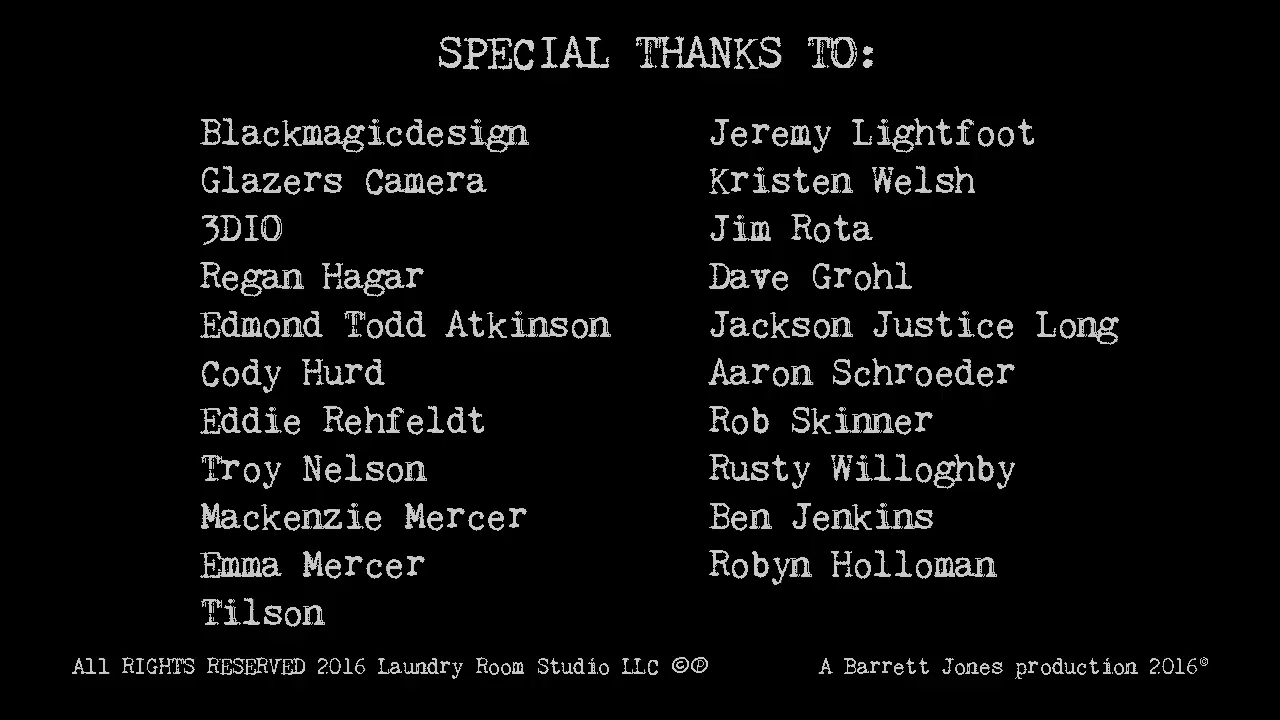 SPECIAL THANKS TO:
Blackmagicdesign
Glazers Camera
3DIO
Regan Hagar
Edmond Todd Atkinson
Cody Hurd
Eddie Rehfeldt
Troy Nelson
Mackenzie Mercer
Emma Mercer
Tilson
Jeremy Lightfoot
Kristen Welsh
Jim Rota
Dave Grohl
Jackson Justice Long
Aaron Schroeder
Rob Skinner
Rusty Willoghby
Ben Jenkins
Robyn Holloman
All RIGHTS RESERVED 2016 Laundry Room Studio LLC ©℗
A Barrett Jones production 2016©